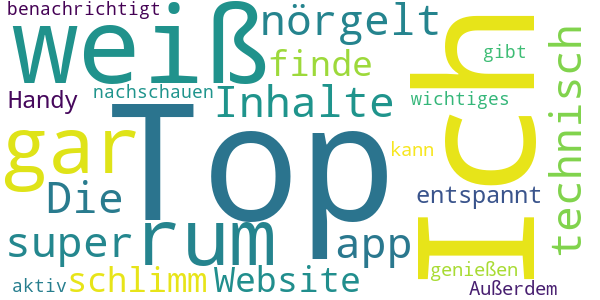 benachrichtigt
weiß
nörgelt
finde
gibt
Handy
nachschauen
Inhalte
wichtiges
technisch
Ich
gar
Top
kann
Die
rum
entspannt
super
app
schlimm
Website
genießen
aktiv
Außerdem